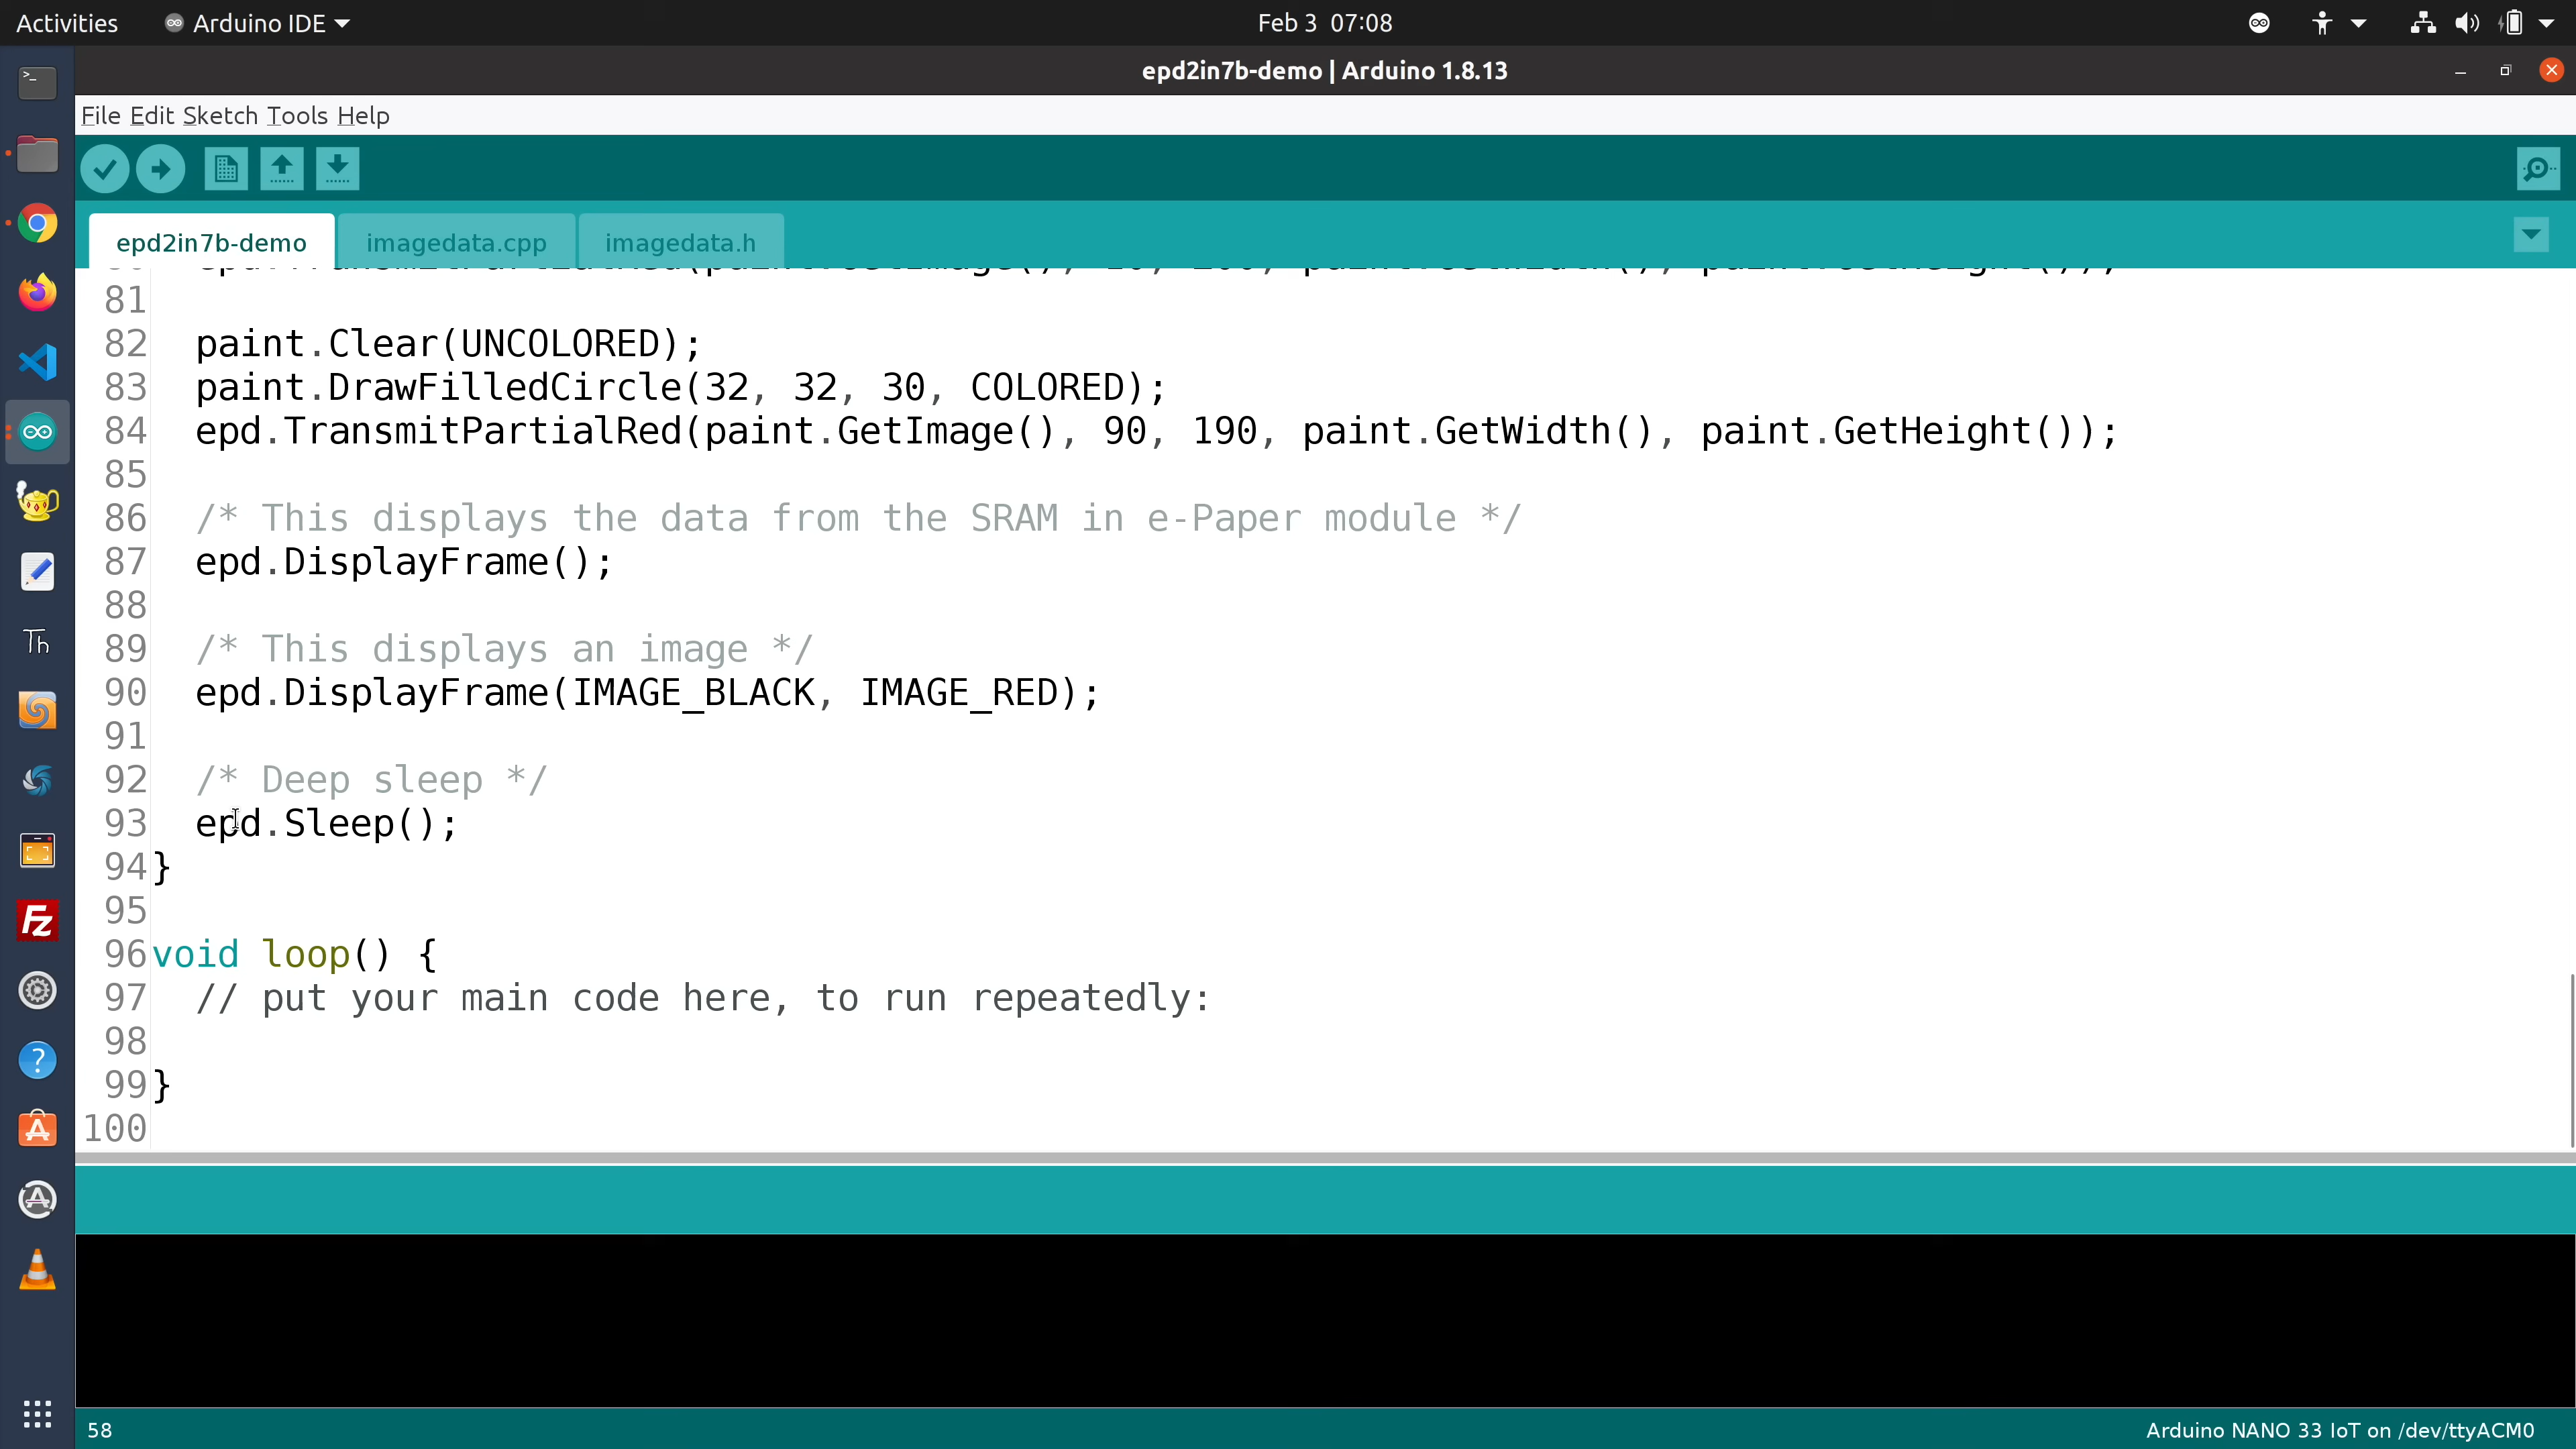 Activities
Arduino IDE
Feb 3 07:08
epd2in7b-demo | Arduino 1.8.13
File Edit Sketch Tools Help
epd2in7b-demo
imagedata.cpp
imagedata.h
81
82 paint.Clear(UNCOLORED);
83 paint.DrawFilledCircle(32, 32, 30, COLORED);
84 epd.TransmitPartialRed(paint.GetImage(), 90, 190, paint.GetWidth(), paint.GetHeight());
85
86 /* This displays the data from the SRAM in e-Paper module */
87 epd.DisplayFrame();
88
89 /* This displays an image */
90 epd.DisplayFrame(IMAGE_BLACK, IMAGE_RED);
91
92 /* Deep sleep */
93 epd.Sleep();
94 }
95
96 void loop() {
97 // put your main code here, to run repeatedly:
98
99 }
100
Th
Fz
58
Arduino NANO 33 IoT on /dev/ttyACM0